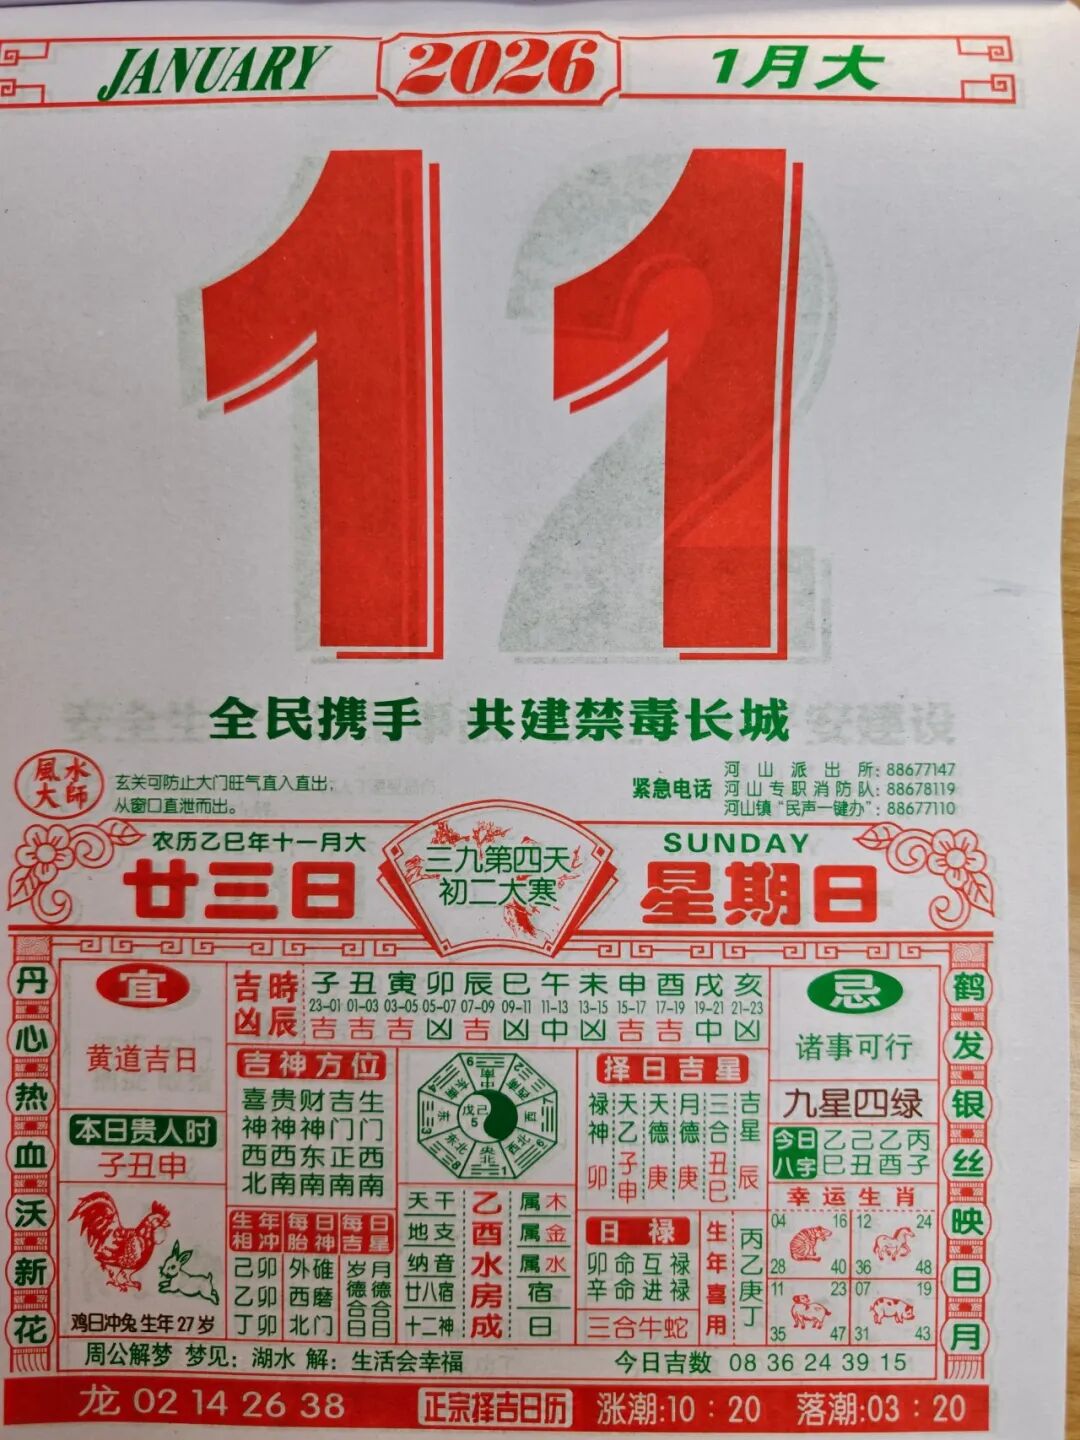 JANUARY 2026 1月大
11
全民携手 共建禁毒长城
風水大師
玄关可防止大门旺气直入直出，
从窗口直泄而出。
紧急电话
河山派出所: 88677147
河山专职消防队: 88678119
河山镇“民声一键办”: 88677110
农历乙巳年十一月大
廿三日
三九第四天
初二大寒
SUNDAY
星期日
丹心热血沃新花
宜
黄道吉日
本日贵人时
子丑申
鸡日冲兔生年27岁
吉凶時辰
子丑寅卯辰巳午未申酉戌亥
23-01 01-03 03-05 05-07 07-09 09-11 11-13 13-15 15-17 17-19 19-21 21-23
吉吉吉凶吉凶中凶吉吉中凶
吉神方位
喜贵财吉生
神神神门门
西西东正西
北南南南南
生年相冲
己卯
乙卯
丁卯
每日胎神
外碓
西磨
北门
每日吉星
岁德合日
月德合日
戊己
5
天干 乙 属木
地支 酉 属金
纳音 水 属水
廿八宿 房 宿
十二神 成 日
择日吉星
禄神 卯
天乙 子申
天德 庚
月德 庚
三合 丑巳
吉星 辰
日禄
卯命互禄
辛命进禄
三合牛蛇
生年喜用
丙乙庚丁
忌
诸事可行
九星四绿
今日八字
乙己乙丙
巳丑酉子
幸运生肖
04 16 12 24
28 40 36 48
11 23 07 19
35 47 31 43
鹤发银丝映日月
周公解梦 梦见：湖水 解：生活会幸福
今日吉数 08 36 24 39 15
龙 02 14 26 38
正宗择吉日历
涨潮:10：20 落潮:03：20